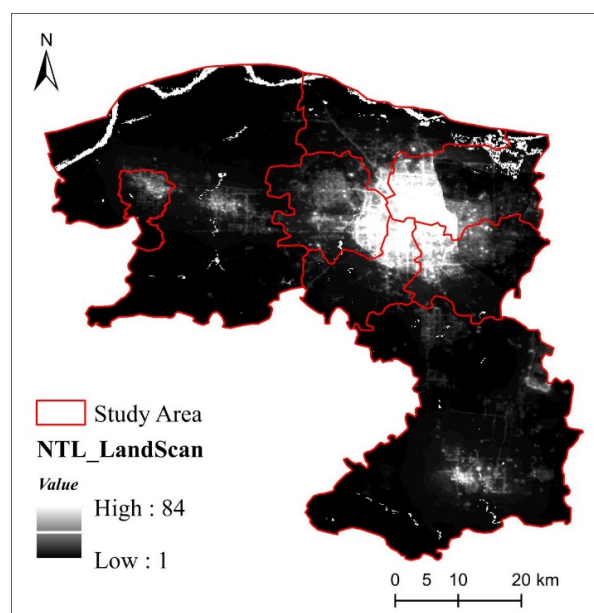 N
Study Area
NTL_LandScan
Value
High : 84
Low : 1
0 5 10 20 km